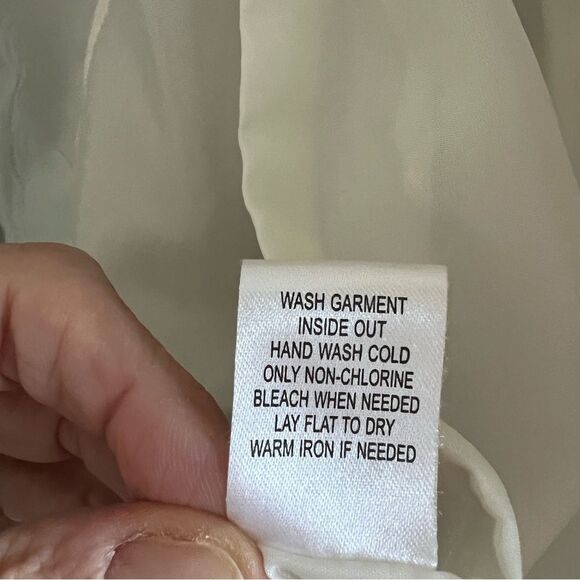 WASH GARMENT
INSIDE OUT
HAND WASH COLD
ONLY NON-CHLORINE
BLEACH WHEN NEEDED
LAY FLAT TO DRY
WARM IRON IF NEEDED